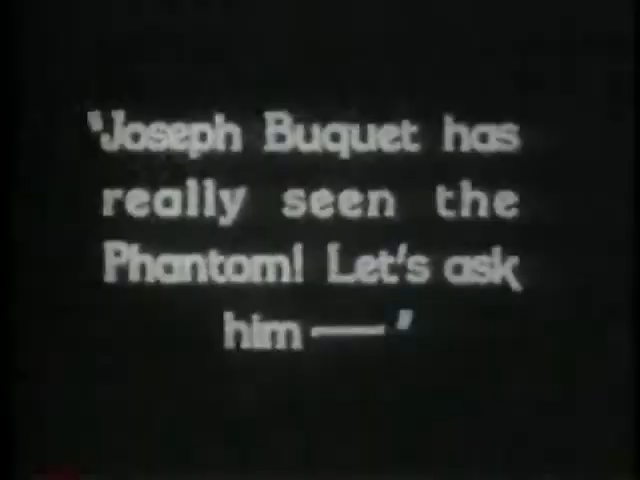 "Joseph Buquet has
really seen the
Phantom! Let's ask
him — "